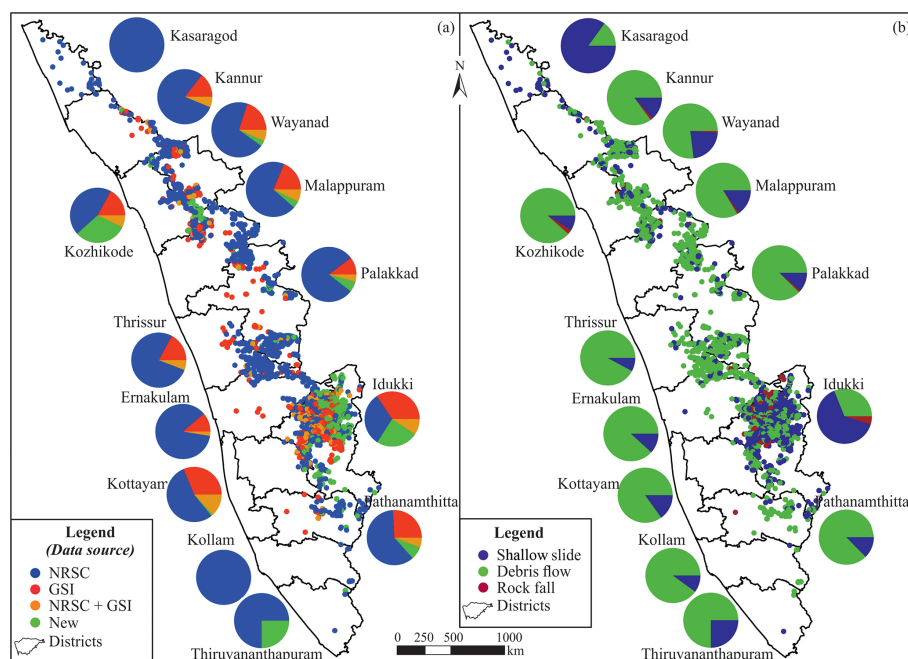 (a)
Kasaragod
Kannur
Wayanad
Malappuram
Kozhikode
Palakkad
Thrissur
Idukki
Ernakulam
Kottayam
Pathanamthitta
Kollam
Thiruvananthapuram
Legend
(Data source)
NRSC
GSI
NRSC + GSI
New
Districts
N
(b)
Kasaragod
Kannur
Wayanad
Malappuram
Kozhikode
Palakkad
Thrissur
Idukki
Ernakulam
Kottayam
Pathanamthitta
Kollam
Thiruvananthapuram
Legend
Shallow slide
Debris flow
Rock fall
Districts
0 250 500 1000
km